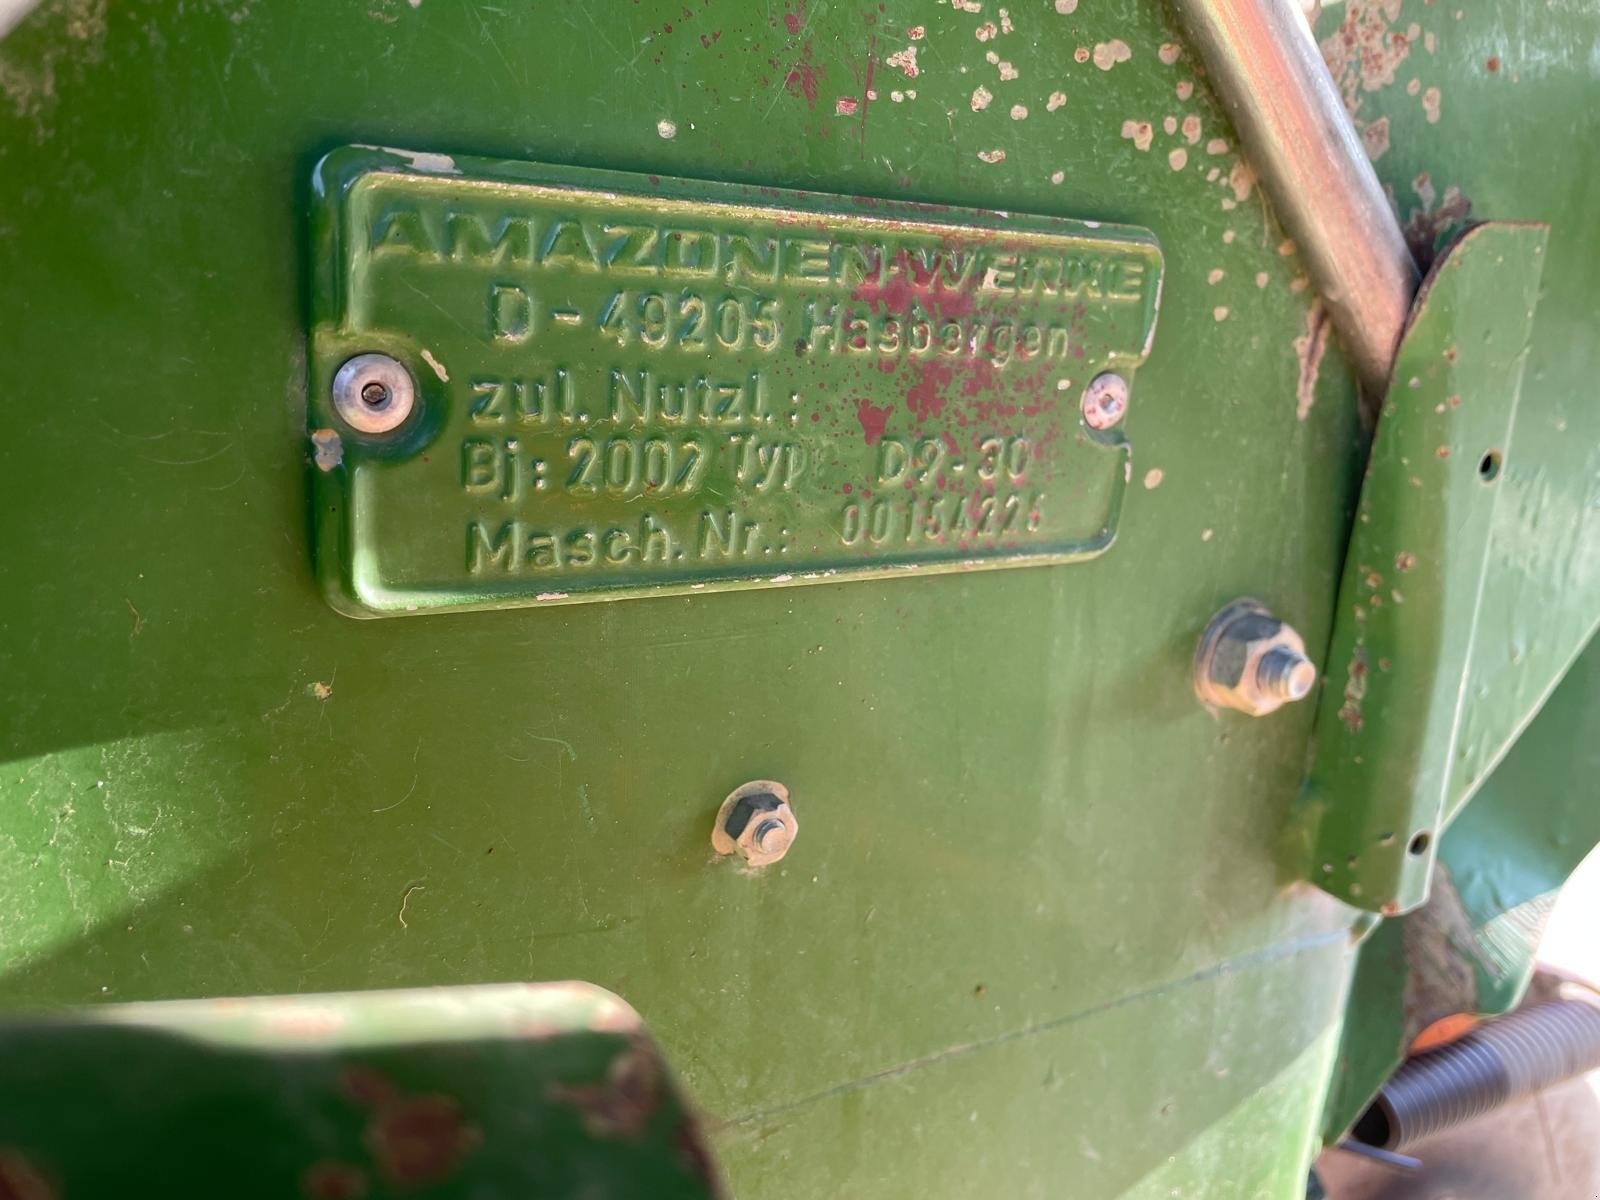 AMAZONEN-WERKE
D-49205 Hasbergen
zul. Nutzl.:
Bj: 2002 Typ D9-30
Masch. Nr.: